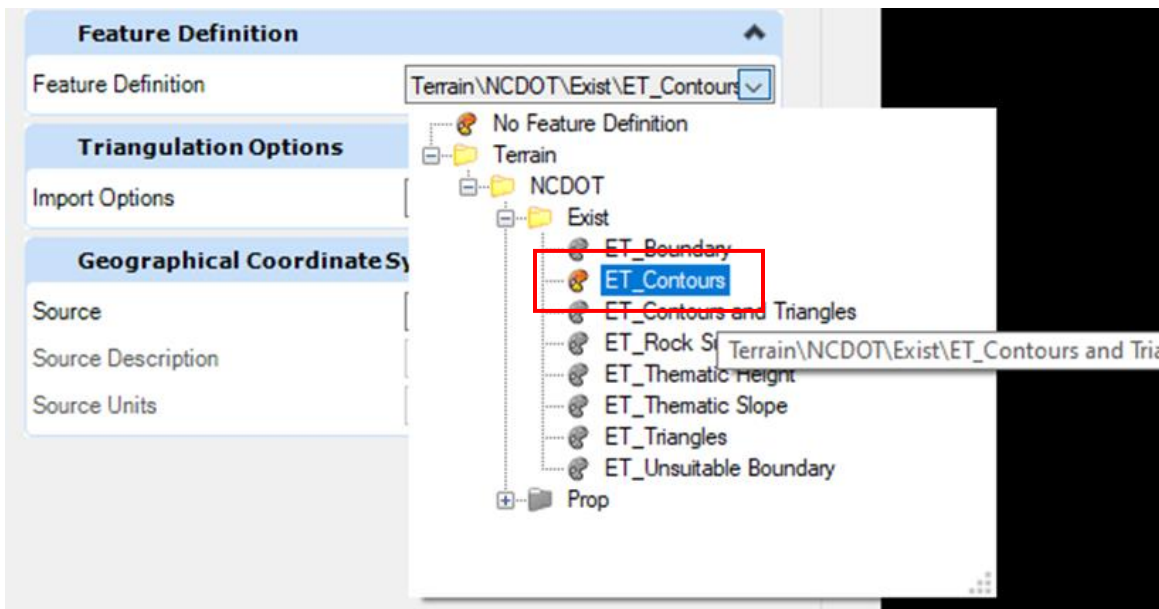 Feature Definition
Feature Definition
Terrain\NCDOT\Exist\ET_Contours
No Feature Definition
Triangulation Options
Terrain
Import Options
NCDOT
Exist
ET_Boundary
Geographical Coordinate Sy
ET_Contours
Source
ET_Contours and Triangles
ET_Rock S
Terrain\NCDOT\Exist\ET_Contours and Tria
Source Description
ET_Thematic Height
Source Units
ET_Thematic Slope
ET_Triangles
ET_Unsuitable Boundary
Prop